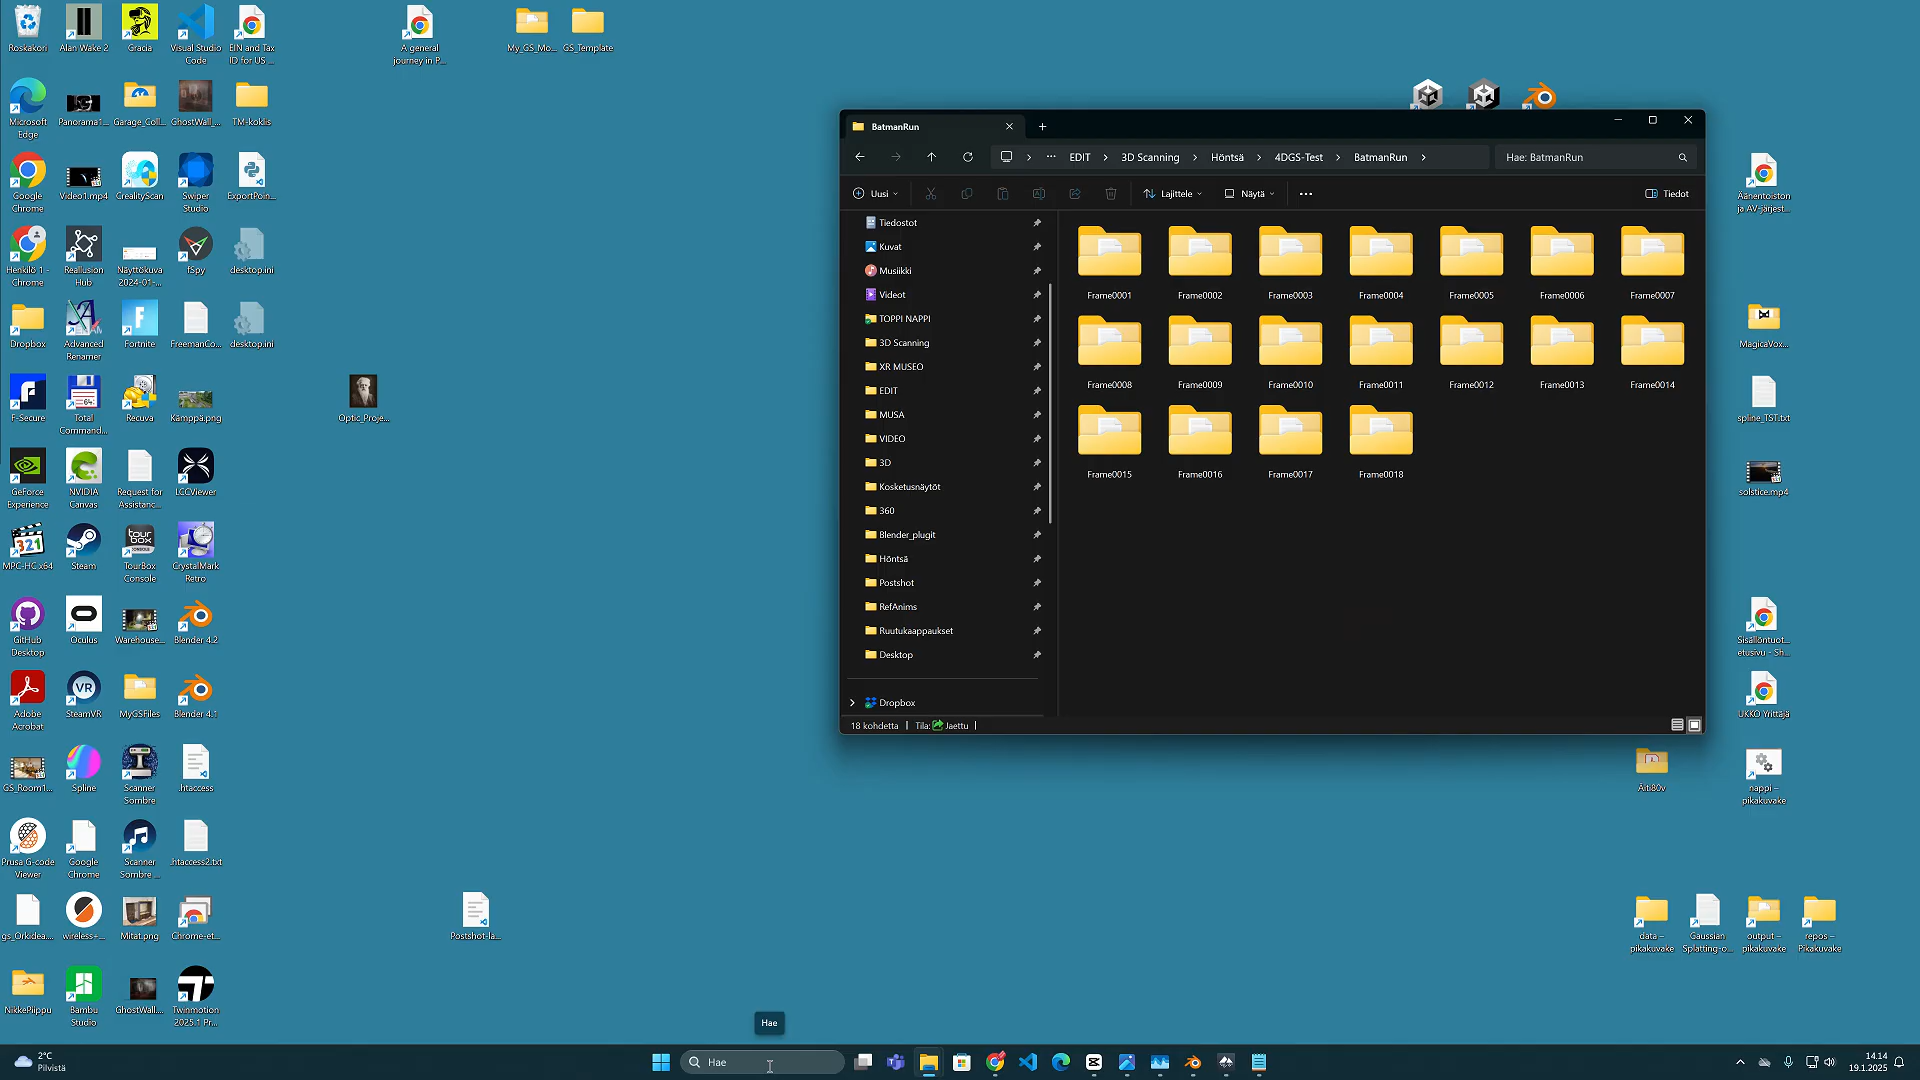 Roskakori
Alan Wake 2
Gracia
Visual Studio
Code
EIN and Tax
ID for US ...
A general
journey in P...
My_GS_Mo...
GS_Template
Microsoft
Edge
Panorama1...
Garage_Coll...
GhostWall_...
TM-koklis
Google
Chrome
Video1.mp4
CrealityScan
Swiper
Studio
ExportPoin...
Henkilö 1 -
Chrome
Reallusion
Hub
Näyttökuva
2024-01-...
fSpy
desktop.ini
Dropbox
Advanced
Renamer
Fortnite
FreemanCo...
desktop.ini
F-Secure
Total
Command...
Recuva
Kämppä.png
Optic_Proje...
GeForce
Experience
NVIDIA
Canvas
Request for
Assistanc...
LCCViewer
MPC-HC x64
Steam
TourBox
Console
CrystalMark
Retro
GitHub
Desktop
Oculus
Warehouse...
Blender 4.2
Adobe
Acrobat
SteamVR
MyGSFiles
Blender 4.1
GS_Room1...
Spline
Scanner
Sombre
.htaccess
Prusa G-code
Viewer
Google
Chrome
Scanner
Sombre ...
.htaccess2.txt
gs_Orkidea...
wireless+...
Mitat.png
Chrome-et...
Postshot-la...
NikkePiippu
Bambu
Studio
GhostWall...
Twinmotion
2025.1 Pr...
BatmanRun
EDIT
3D Scanning
Höntsä
4DGS-Test
BatmanRun
Hae: BatmanRun
Uusi
Lajittele
Näytä
Tiedot
Tiedostot
Kuvat
Musiikki
Videot
TOPPI NAPPI
3D Scanning
XR MUSEO
EDIT
MUSA
VIDEO
3D
Kosketusnäytöt
360
Blender_plugit
Höntsä
Postshot
RefAnims
Ruutukaappaukset
Desktop
Dropbox
Frame0001
Frame0002
Frame0003
Frame0004
Frame0005
Frame0006
Frame0007
Frame0008
Frame0009
Frame0010
Frame0011
Frame0012
Frame0013
Frame0014
Frame0015
Frame0016
Frame0017
Frame0018
18 kohdetta
Tila: Jaettu
Äänentoiston
ja AV-järjest...
MagicaVox...
spline_TST.txt
solstice.mp4
Sisällöntuot...
etusivu - Sh...
UKKO Yrittäjä
Äiti80v
nappi –
pikakuvake
data –
pikakuvake
Gaussian
Splatting-o...
output –
pikakuvake
repos –
Pikakuvake
Hae
2°C
Pilvistä
Hae
14.14
19.1.2025